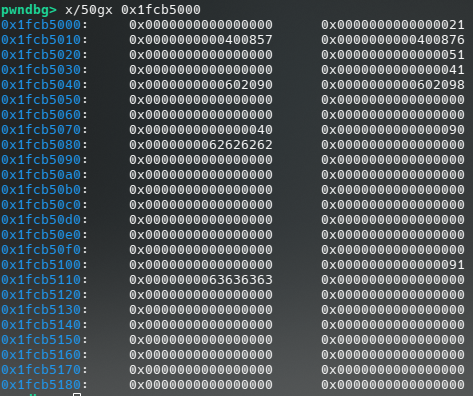 pwndbg> x/50gx 0x1fcb5000
0x1fcb5000: 0x0000000000000000 0x0000000000000021
0x1fcb5010: 0x0000000000400857 0x0000000000400876
0x1fcb5020: 0x0000000000000000 0x0000000000000051
0x1fcb5030: 0x0000000000000000 0x0000000000000041
0x1fcb5040: 0x0000000000602090 0x0000000000602098
0x1fcb5050: 0x0000000000000000 0x0000000000000000
0x1fcb5060: 0x0000000000000000 0x0000000000000000
0x1fcb5070: 0x0000000000000040 0x0000000000000090
0x1fcb5080: 0x0000000062626262 0x0000000000000000
0x1fcb5090: 0x0000000000000000 0x0000000000000000
0x1fcb50a0: 0x0000000000000000 0x0000000000000000
0x1fcb50b0: 0x0000000000000000 0x0000000000000000
0x1fcb50c0: 0x0000000000000000 0x0000000000000000
0x1fcb50d0: 0x0000000000000000 0x0000000000000000
0x1fcb50e0: 0x0000000000000000 0x0000000000000000
0x1fcb50f0: 0x0000000000000000 0x0000000000000000
0x1fcb5100: 0x0000000000000000 0x0000000000000091
0x1fcb5110: 0x0000000063636363 0x0000000000000000
0x1fcb5120: 0x0000000000000000 0x0000000000000000
0x1fcb5130: 0x0000000000000000 0x0000000000000000
0x1fcb5140: 0x0000000000000000 0x0000000000000000
0x1fcb5150: 0x0000000000000000 0x0000000000000000
0x1fcb5160: 0x0000000000000000 0x0000000000000000
0x1fcb5170: 0x0000000000000000 0x0000000000000000
0x1fcb5180: 0x0000000000000000 0x0000000000000000